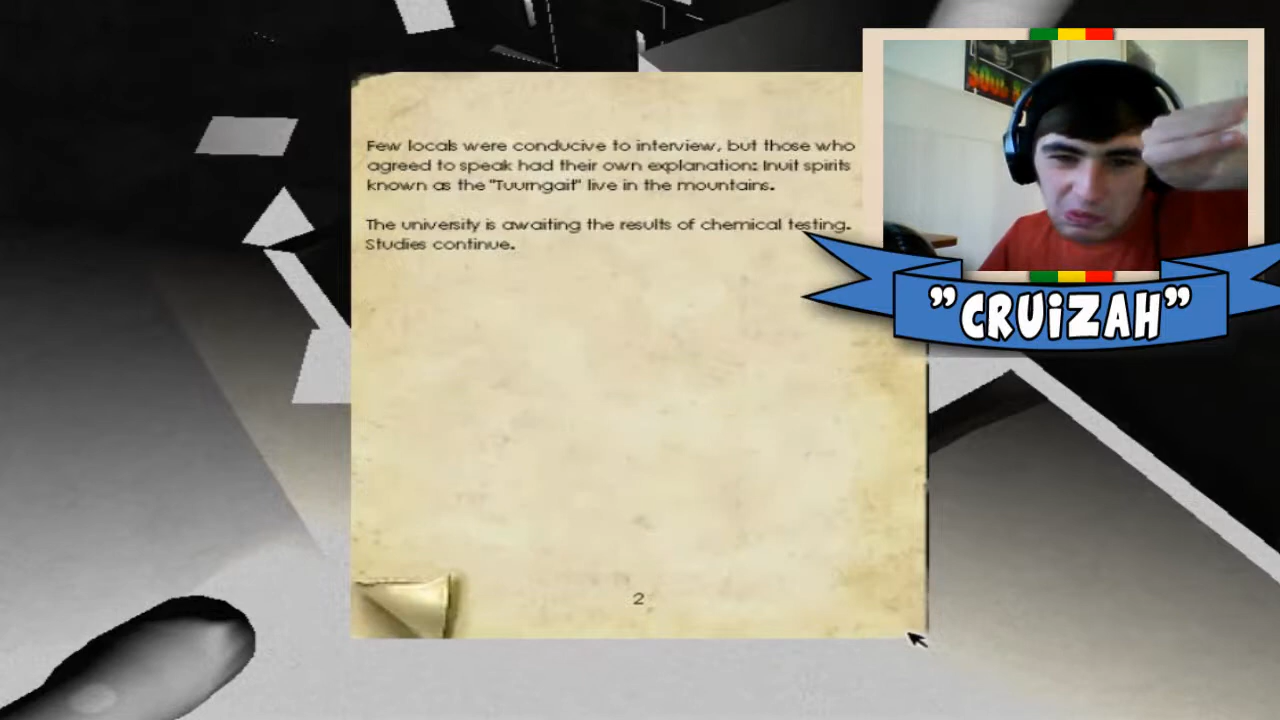 Few locals were conducive to interview, but those who
agreed to speak had their own explanation: Inuit spirits
known as the "Tuurngait" live in the mountains.
The university is awaiting the results of chemical testing.
Studies continue.
2
"CRUiZAH"